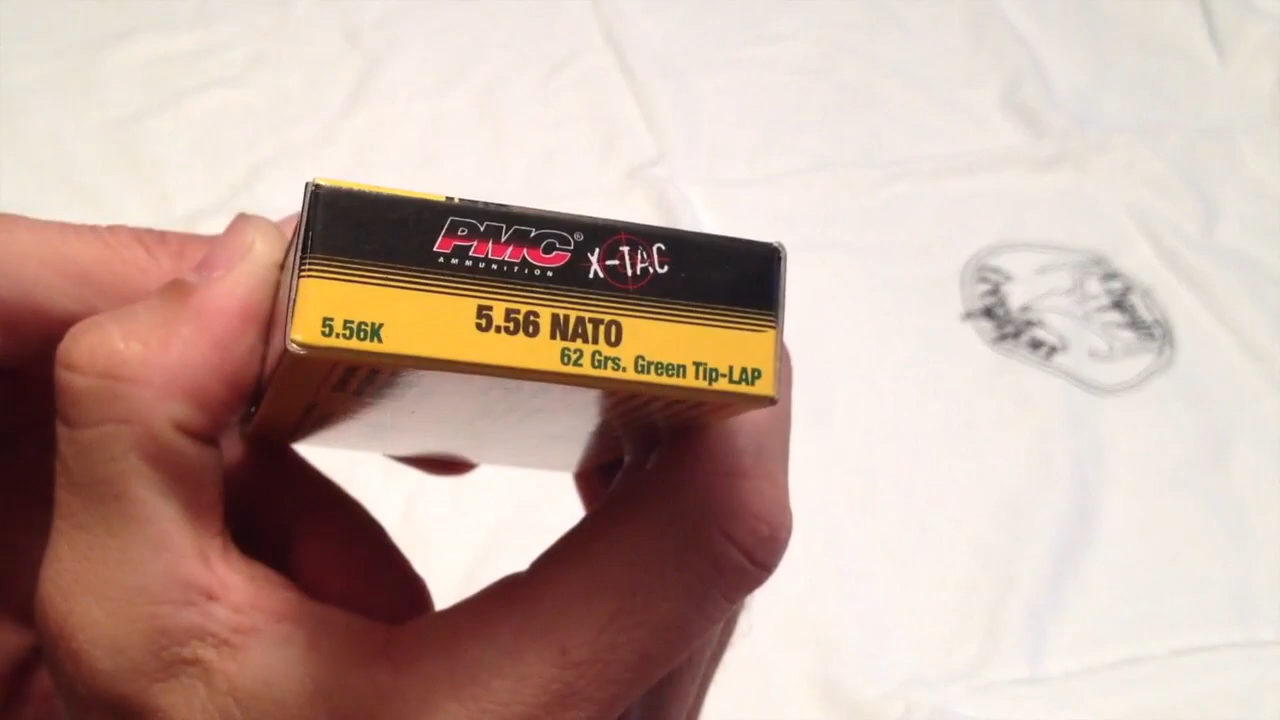 PMC® X-TAC
AMMUNITION
5.56 NATO
5.56K
62 Grs. Green Tip-LAP